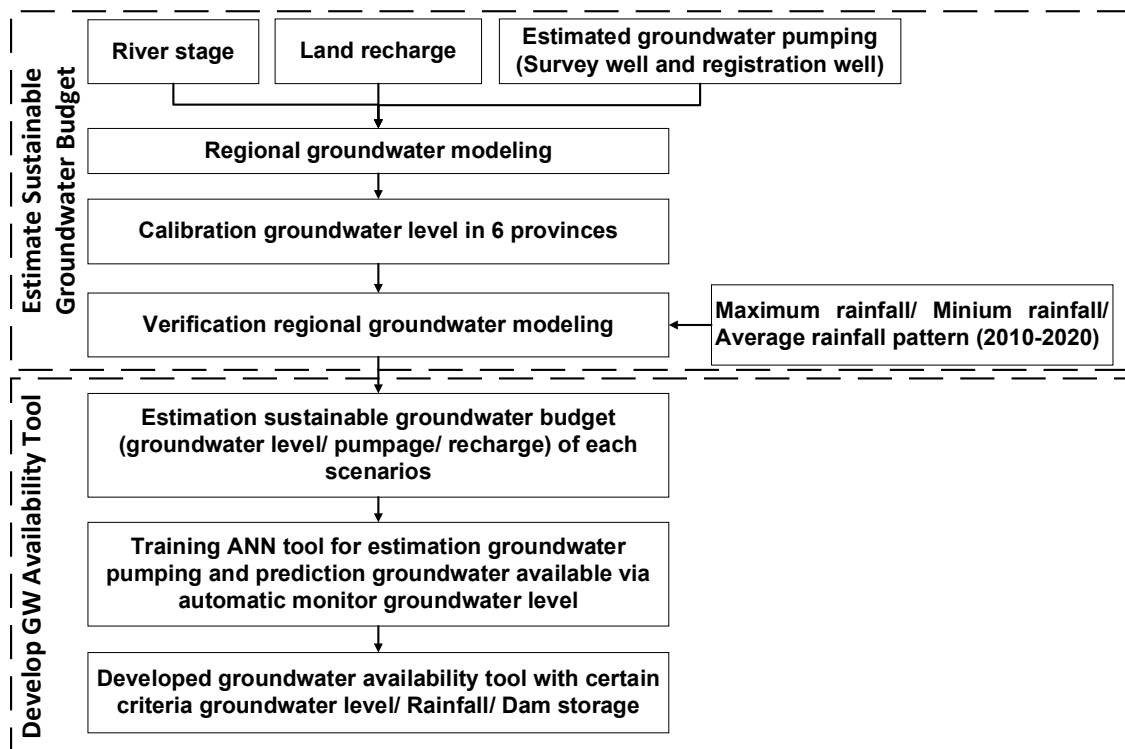 Estimate Sustainable
Groundwater Budget
River stage
Land recharge
Estimated groundwater pumping
(Survey well and registration well)
Regional groundwater modeling
Calibration groundwater level in 6 provinces
Verification regional groundwater modeling
Maximum rainfall/ Minium rainfall/
Average rainfall pattern (2010-2020)
Develop GW Availability Tool
Estimation sustainable groundwater budget
(groundwater level/ pumpage/ recharge) of each
scenarios
Training ANN tool for estimation groundwater
pumping and prediction groundwater available via
automatic monitor groundwater level
Developed groundwater availability tool with certain
criteria groundwater level/ Rainfall/ Dam storage